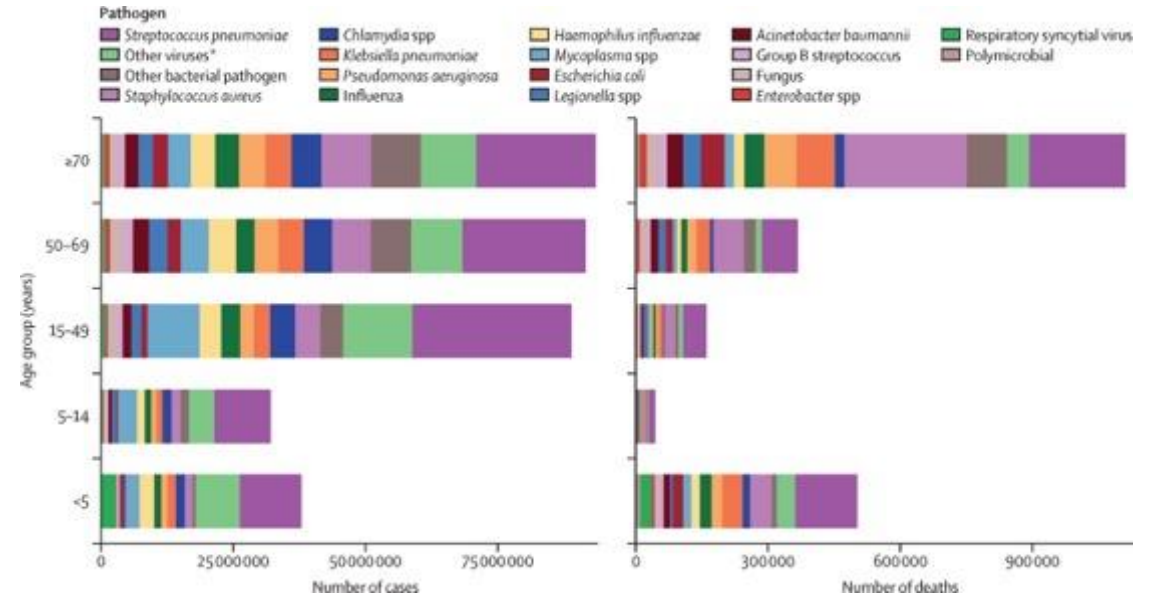 Pathogen
Streptococcus pneumoniae
Other viruses*
Other bacterial pathogen
Staphylococcus aureus
Chlamydia spp
Klebsiella pneumoniae
Pseudomonas aeruginosa
Influenza
Haemophilus influenzae
Mycoplasma spp
Escherichia coli
Legionella spp
Acinetobacter baumannii
Group B streptococcus
Fungus
Enterobacter spp
Respiratory syncytial virus
Polymicrobial
Age group (years)
≥70
50–69
15–49
5–14
<5
0
25000000
50000000
75000000
Number of cases
0
300000
600000
900000
Number of deaths